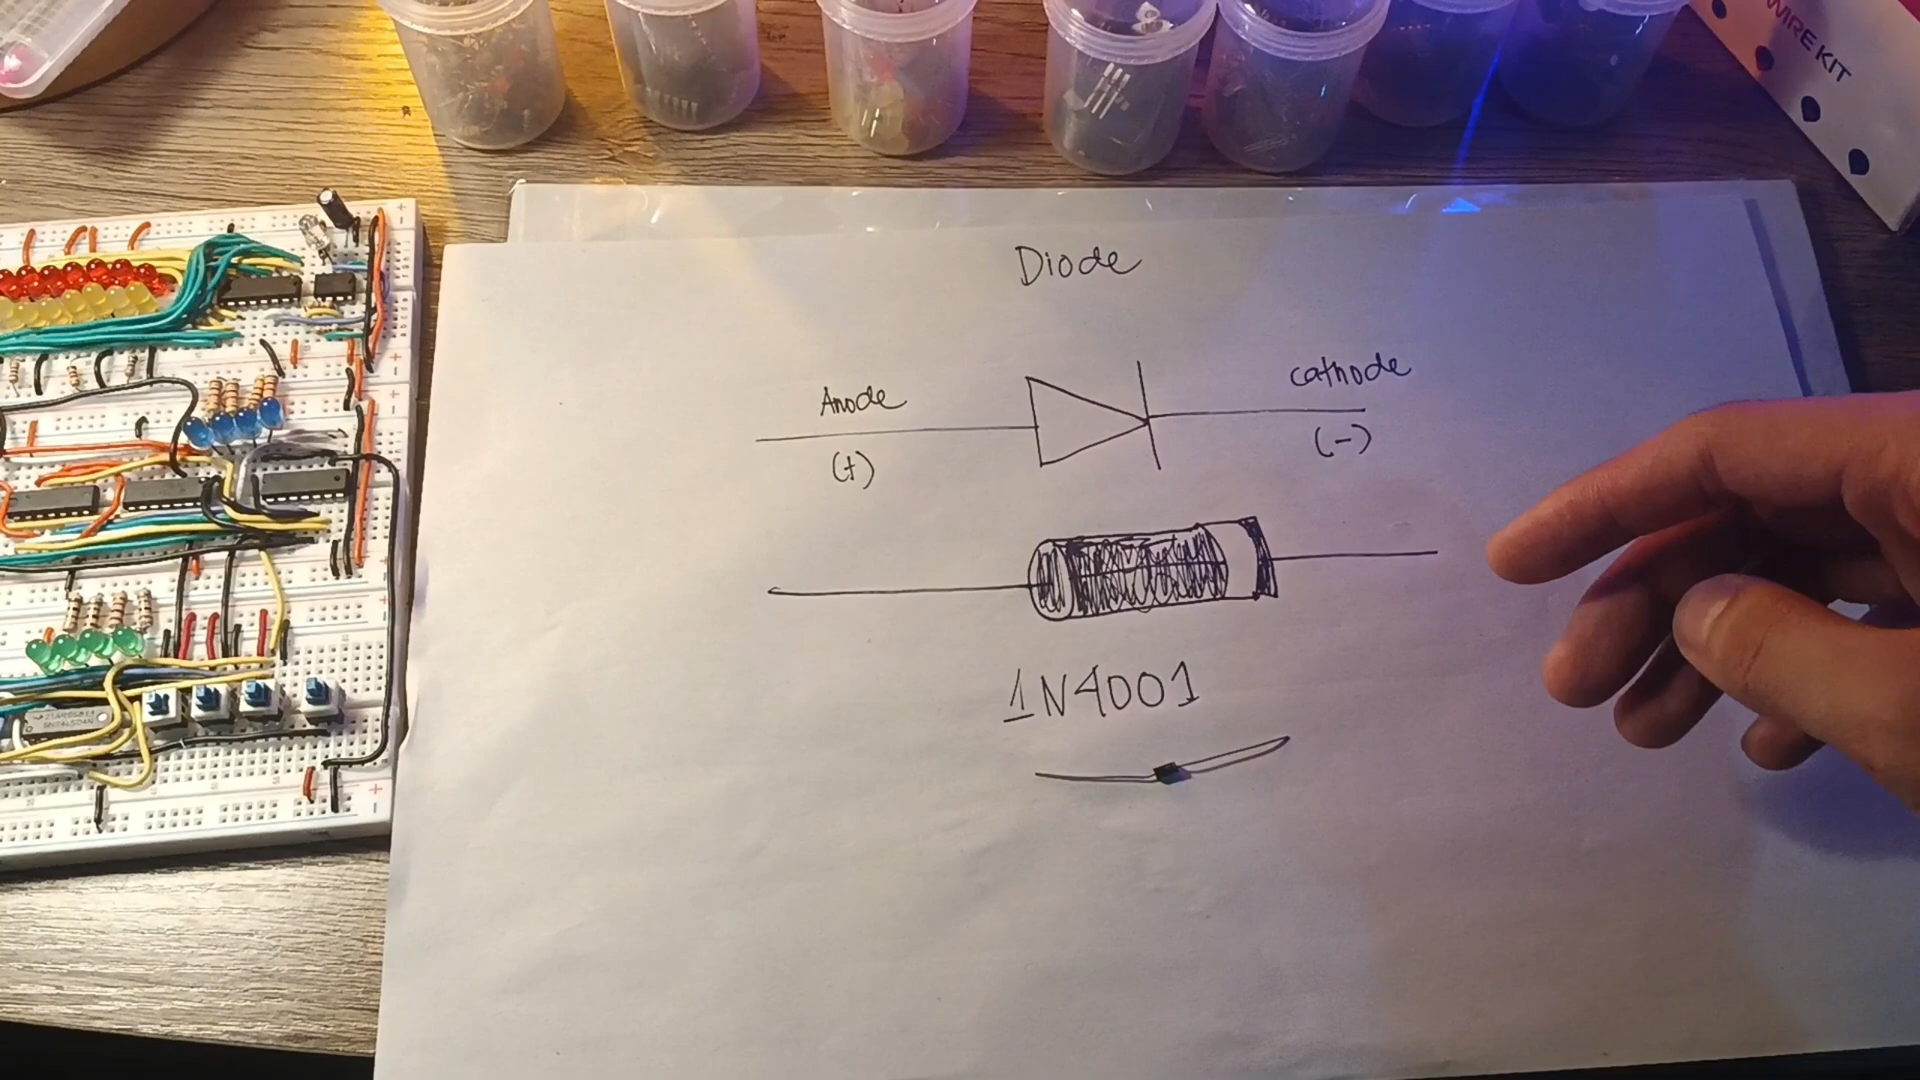 WIRE KIT
Diode
Anode
cathode
(+)
(-)
1N4001